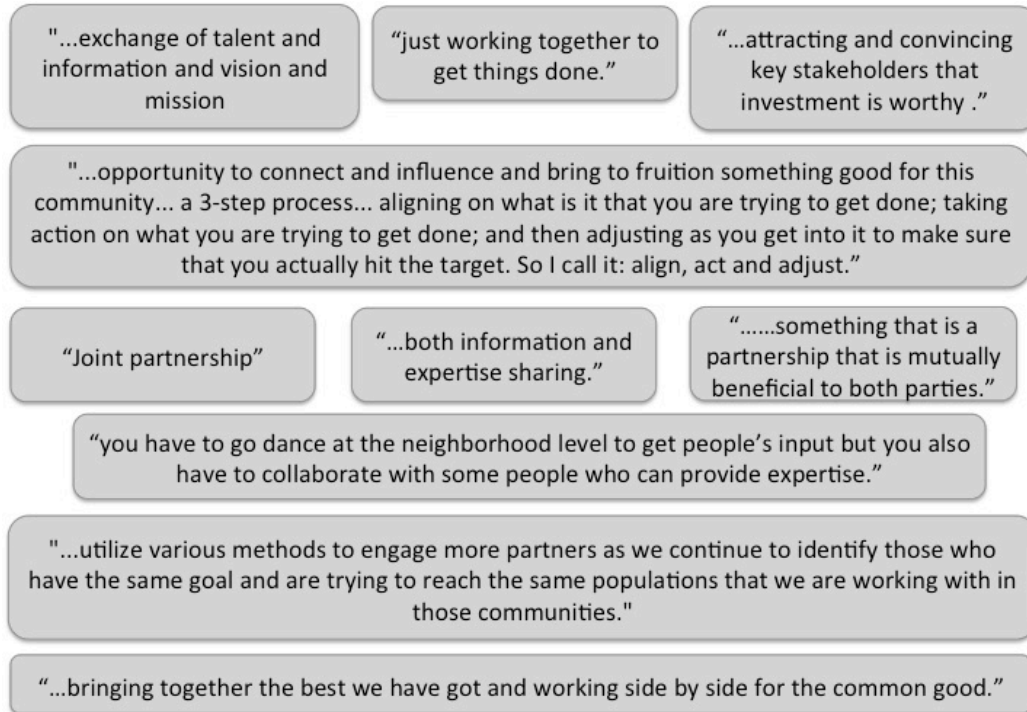 "...exchange of talent and
information and vision and
mission
“just working together to
get things done.”
“...attracting and convincing
key stakeholders that
investment is worthy .”
"...opportunity to connect and influence and bring to fruition something good for this
community... a 3-step process... aligning on what is it that you are trying to get done; taking
action on what you are trying to get done; and then adjusting as you get into it to make sure
that you actually hit the target. So I call it: align, act and adjust.”
“Joint partnership”
“...both information and
expertise sharing.”
“......something that is a
partnership that is mutually
beneficial to both parties.”
“you have to go dance at the neighborhood level to get people’s input but you also
have to collaborate with some people who can provide expertise.”
"...utilize various methods to engage more partners as we continue to identify those who
have the same goal and are trying to reach the same populations that we are working with in
those communities."
“...bringing together the best we have got and working side by side for the common good.”